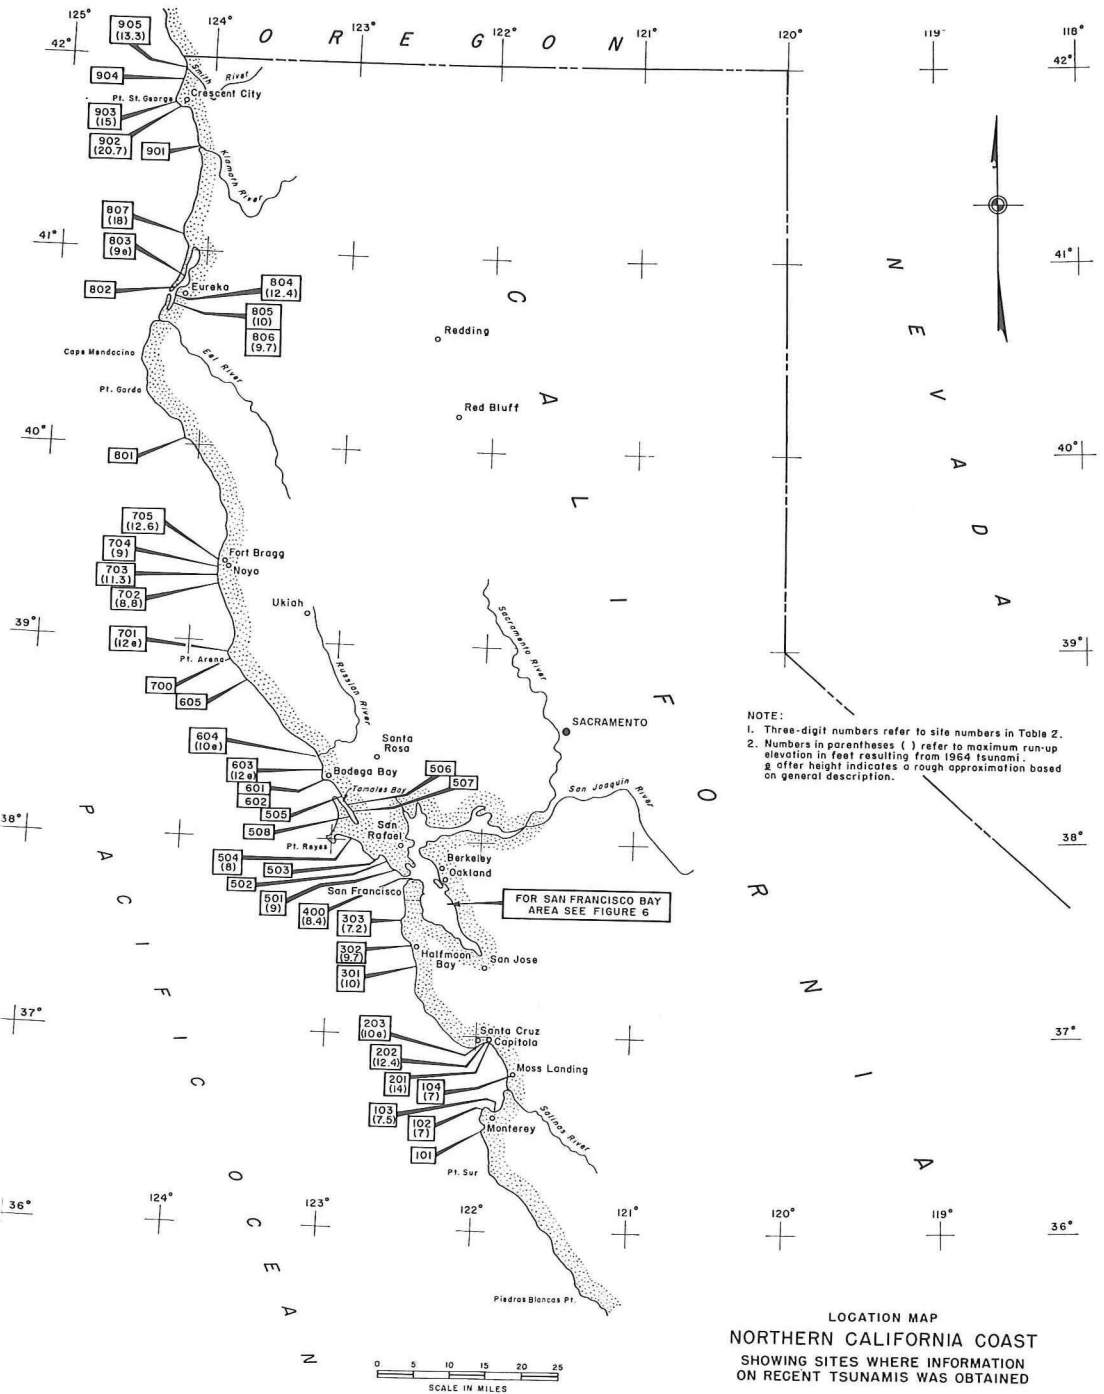 125°
124°
123°
122°
121°
120°
119°
118°
42°
42°
OREGON
905
(13.3)
904
Smith River
Pt. St. George
Crescent City
903
(15)
902
(20.7)
901
Klamath River
807
(18)
41°
41°
803
(9e)
802
Eureka
804
(12.4)
805
(10)
806
(9.7)
Redding
Cape Mendocino
Eel River
Pt. Gorda
Red Bluff
40°
40°
801
NEVADA
CALIFORNIA
705
(12.6)
704
(9)
703
(11.3)
702
(8.8)
Fort Bragg
Noyo
Ukiah
39°
39°
701
(12e)
Pt. Arena
700
605
Russian River
Sacramento River
SACRAMENTO
NOTE:
1. Three-digit numbers refer to site numbers in Table 2.
2. Numbers in parentheses ( ) refer to maximum run-up
elevation in feet resulting from 1964 tsunami.
e after height indicates a rough approximation based
on general description.
604
(10e)
Santa
Rosa
603
(12e)
Bodega Bay
601
602
Tomales Bay
506
507
505
508
San Joaquin River
38°
38°
San
Rafael
Pt. Reyes
504
(8)
503
502
Berkeley
Oakland
501
(9)
San Francisco
400
(8.4)
FOR SAN FRANCISCO BAY
AREA SEE FIGURE 6
303
(7.2)
302
(9.7)
Halfmoon
Bay
San Jose
301
(10)
37°
37°
203
(10e)
Santa Cruz
Capitola
202
(12.4)
201
(14)
104
(7)
Moss Landing
103
(7.5)
102
(7)
Monterey
Salinas River
101
Pt. Sur
PACIFIC OCEAN
36°
124°
123°
122°
121°
120°
119°
36°
Piedras Blancas Pt.
0 5 10 15 20 25
SCALE IN MILES
LOCATION MAP
NORTHERN CALIFORNIA COAST
SHOWING SITES WHERE INFORMATION
ON RECENT TSUNAMIS WAS OBTAINED